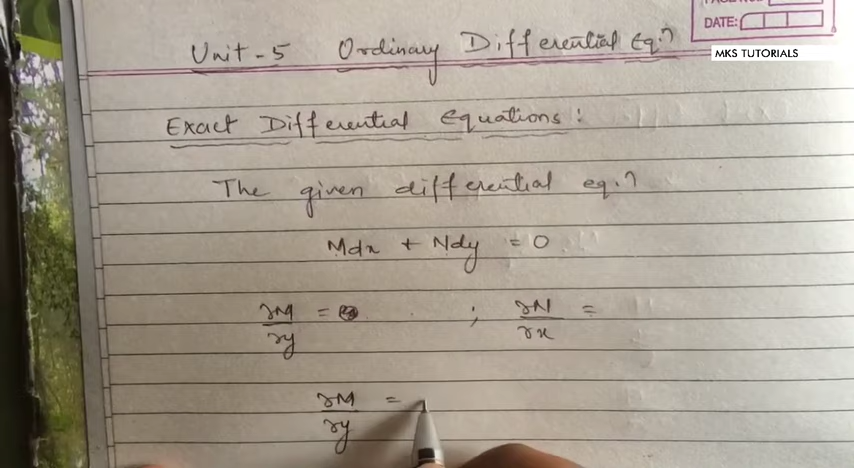 DATE:
MKS TUTORIALS
Unit-5 Ordinary Differential Eq.n
Exact Differential Equations:
The given differential eq.n
Mdx + Ndy = 0
∂M/∂y = ; ∂N/∂x =
∂M/∂y =